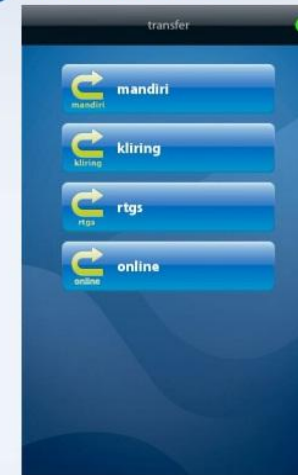 transfer
mandiri
mandiri
kliring
kliring
rtgs
rtgs
online
online